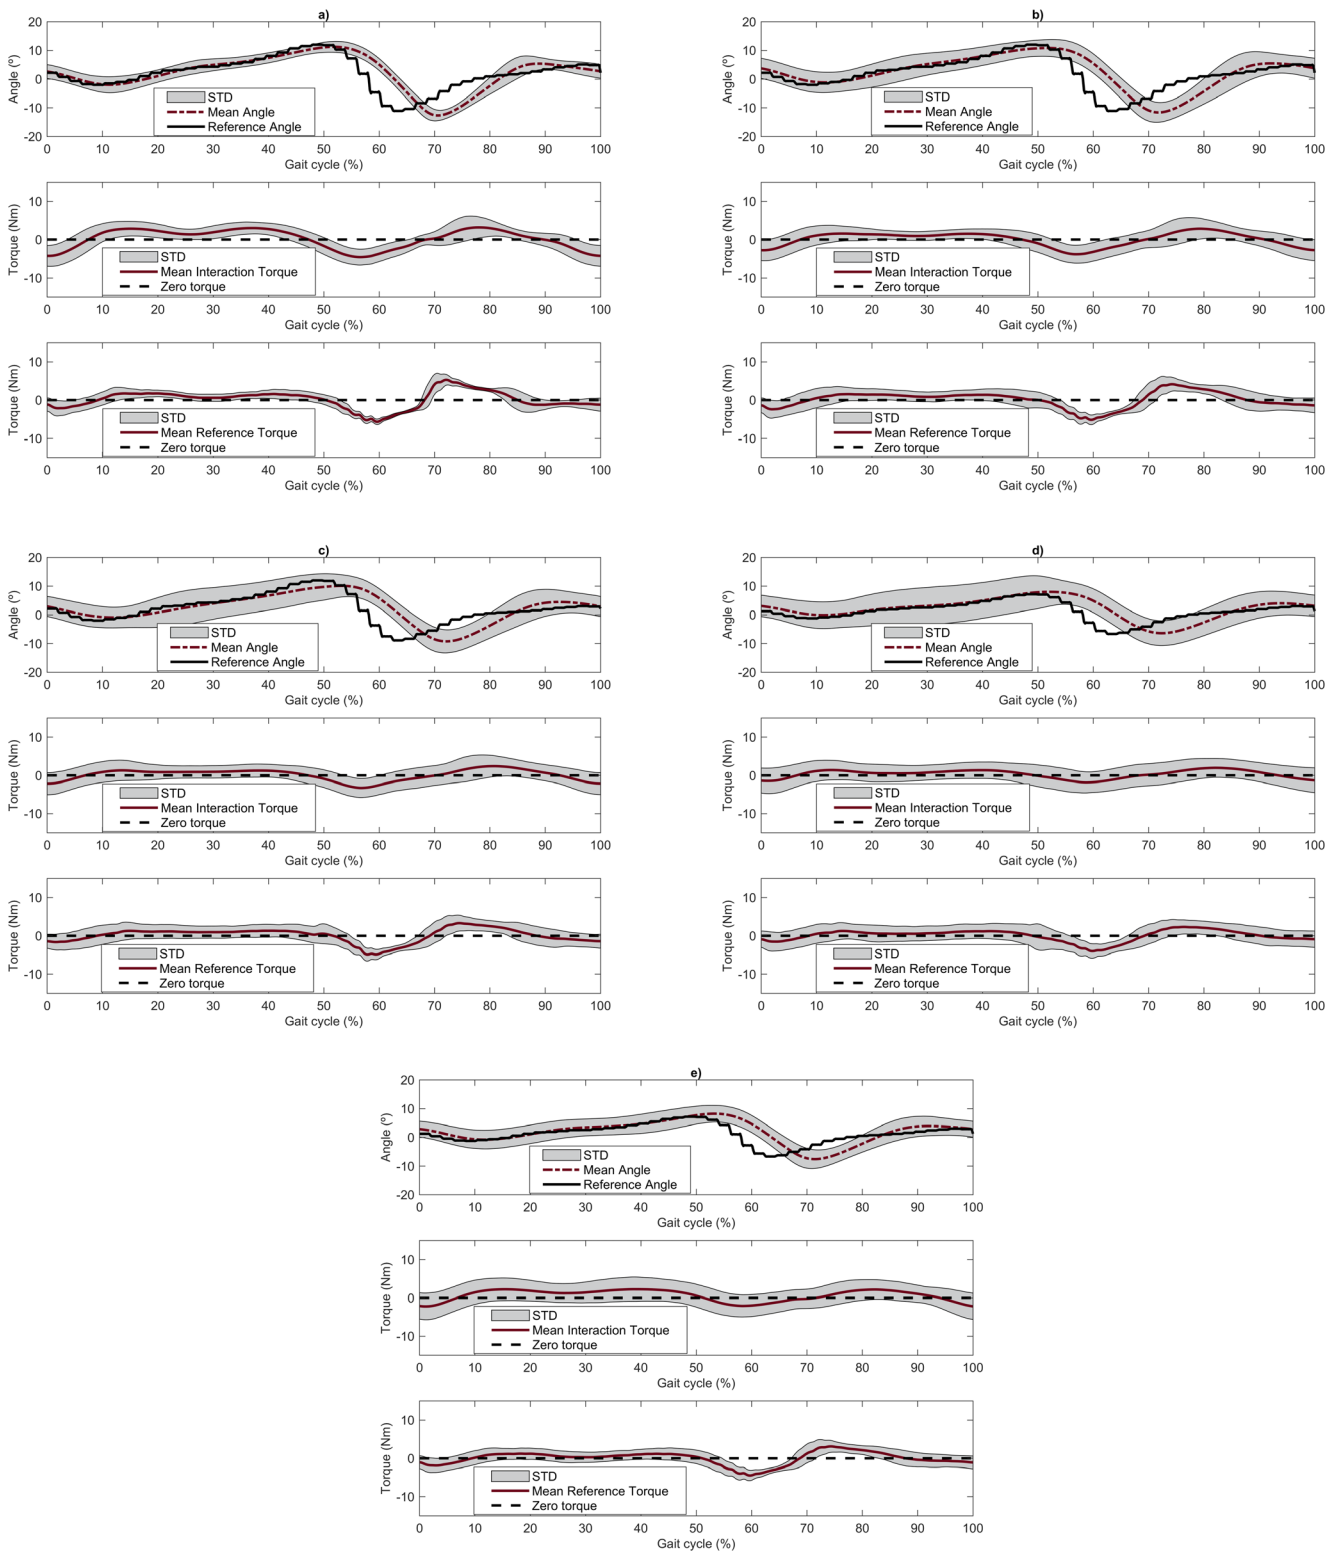 a)
20
10
0
-10
-20
Angle (º)
STD
Mean Angle
Reference Angle
0 10 20 30 40 50 60 70 80 90 100
Gait cycle (%)
10
0
-10
Torque (Nm)
STD
Mean Interaction Torque
Zero torque
0 10 20 30 40 50 60 70 80 90 100
Gait cycle (%)
10
0
-10
Torque (Nm)
STD
Mean Reference Torque
Zero torque
0 10 20 30 40 50 60 70 80 90 100
Gait cycle (%)
b)
20
10
0
-10
-20
Angle (º)
STD
Mean Angle
Reference Angle
0 10 20 30 40 50 60 70 80 90 100
Gait cycle (%)
10
0
-10
Torque (Nm)
STD
Mean Interaction Torque
Zero torque
0 10 20 30 40 50 60 70 80 90 100
Gait cycle (%)
10
0
-10
Torque (Nm)
STD
Mean Reference Torque
Zero torque
0 10 20 30 40 50 60 70 80 90 100
Gait cycle (%)
c)
20
10
0
-10
-20
Angle (º)
STD
Mean Angle
Reference Angle
0 10 20 30 40 50 60 70 80 90 100
Gait cycle (%)
10
0
-10
Torque (Nm)
STD
Mean Interaction Torque
Zero torque
0 10 20 30 40 50 60 70 80 90 100
Gait cycle (%)
10
0
-10
Torque (Nm)
STD
Mean Reference Torque
Zero torque
0 10 20 30 40 50 60 70 80 90 100
Gait cycle (%)
d)
20
10
0
-10
-20
Angle (º)
STD
Mean Angle
Reference Angle
0 10 20 30 40 50 60 70 80 90 100
Gait cycle (%)
10
0
-10
Torque (Nm)
STD
Mean Interaction Torque
Zero torque
0 10 20 30 40 50 60 70 80 90 100
Gait cycle (%)
10
0
-10
Torque (Nm)
STD
Mean Reference Torque
Zero torque
0 10 20 30 40 50 60 70 80 90 100
Gait cycle (%)
e)
20
10
0
-10
-20
Angle (º)
STD
Mean Angle
Reference Angle
0 10 20 30 40 50 60 70 80 90 100
Gait cycle (%)
10
0
-10
Torque (Nm)
STD
Mean Interaction Torque
Zero torque
0 10 20 30 40 50 60 70 80 90 100
Gait cycle (%)
10
0
-10
Torque (Nm)
STD
Mean Reference Torque
Zero torque
0 10 20 30 40 50 60 70 80 90 100
Gait cycle (%)